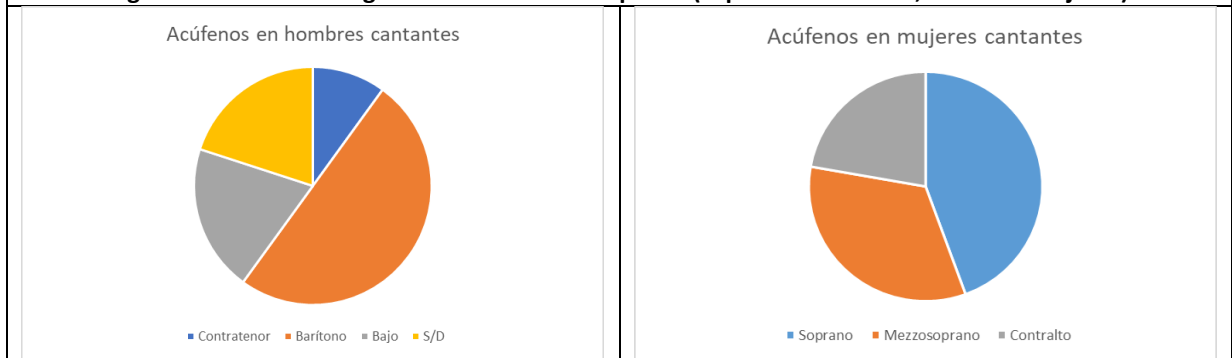 Acúfenos en hombres cantantes
Contratenor Barítono Bajo S/D
Acúfenos en mujeres cantantes
Soprano Mezzosoprano Contralto